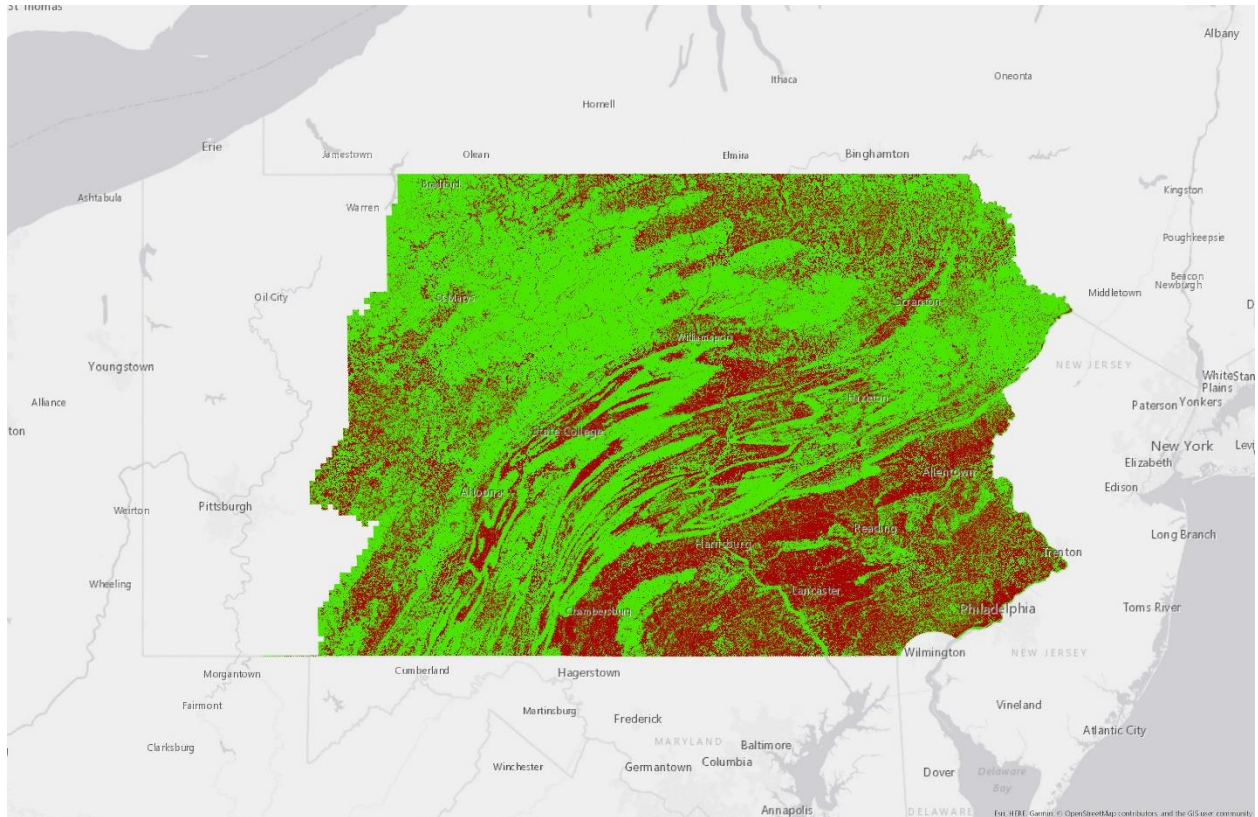 St Thomas
Albany
Oneonta
Ithaca
Hornell
Erie
Jamestown
Olean
Elmira
Binghamton
Bradford
Kingston
Ashtabula
Warren
Poughkeepsie
Beacon
Newburgh
Oil City
St Marys
Scranton
Middletown
D
Williamsport
Youngstown
NEW JERSEY
White
Stan
Plains
Alliance
Hazleton
Paterson
Yonkers
ton
State College
New York
Levi
Allentown
Elizabeth
Edison
Altoona
Weirton
Pittsburgh
Reading
Long Branch
Harrisburg
Trenton
Wheeling
Lancaster
Chambersburg
Philadelphia
Toms River
Wilmington
NEW JERSEY
Morgantown
Cumberland
Hagerstown
Fairmont
Martinsburg
Frederick
Vineland
MARYLAND
Baltimore
Atlantic City
Clarksburg
Columbia
Winchester
Germantown
Dover
Delaware
Bay
Annapolis
DELAWARE
Esri, HERE, Garmin, © OpenStreetMap contributors, and the GIS user community